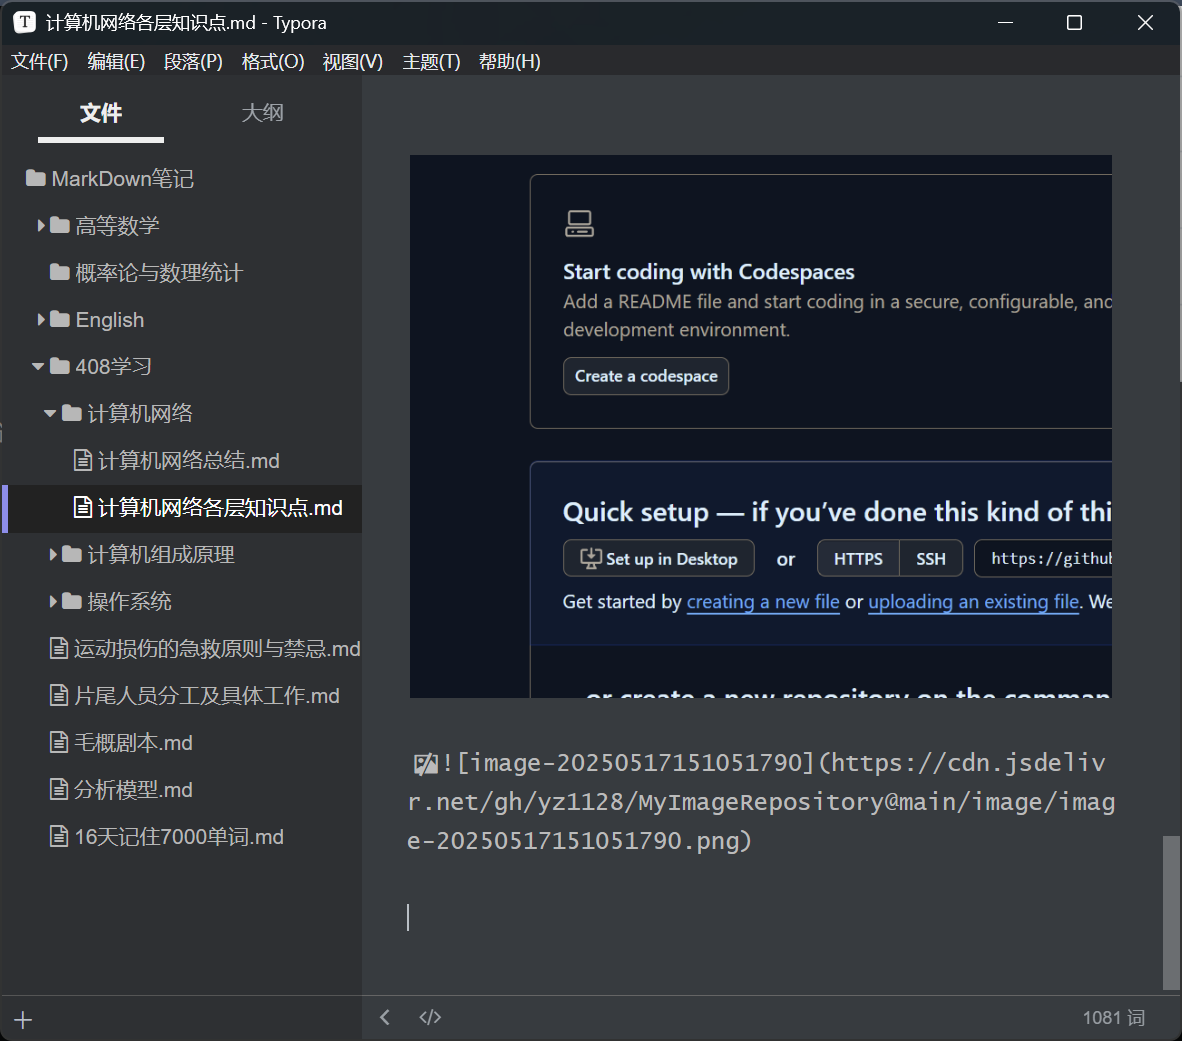 计算机网络各层知识点.md - Typora
文件(F) 编辑(E) 段落(P) 格式(O) 视图(V) 主题(T) 帮助(H)
文件 大纲
MarkDown笔记
高等数学
概率论与数理统计
English
408学习
计算机网络
计算机网络总结.md
计算机网络各层知识点.md
计算机组成原理
操作系统
运动损伤的急救原则与禁忌.md
片尾人员分工及具体工作.md
毛概剧本.md
分析模型.md
16天记住7000单词.md
Start coding with Codespaces
Add a README file and start coding in a secure, configurable, and
development environment.
Create a codespace
Quick setup — if you’ve done this kind of thi
Set up in Desktop or HTTPS SSH https://github
Get started by creating a new file or uploading an existing file. We
…or create a new repository on the comman
![image-20250517151051790](https://cdn.jsdeliv
r.net/gh/yz1128/MyImageRepository@main/image/imag
e-20250517151051790.png)
1081 词